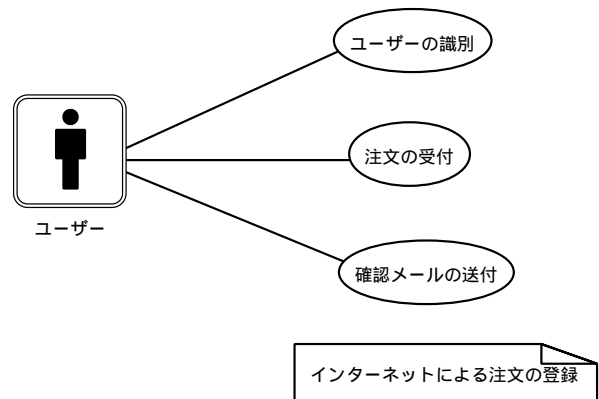 ユーザーの識別
注文の受付
ユーザー
確認メールの送付
インターネットによる注文の登録